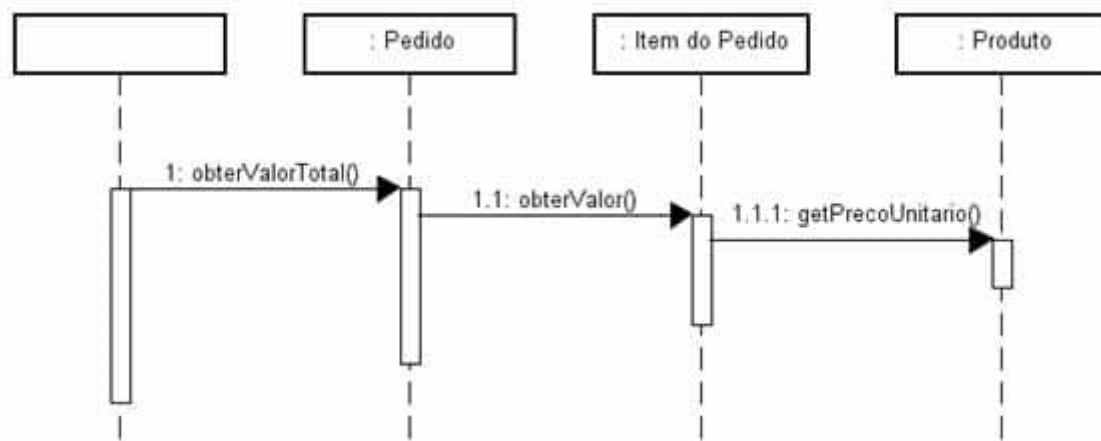 : Pedido
: Item do Pedido
: Produto
1: obterValorTotal()
1.1: obterValor()
1.1.1: getPrecoUnitario()